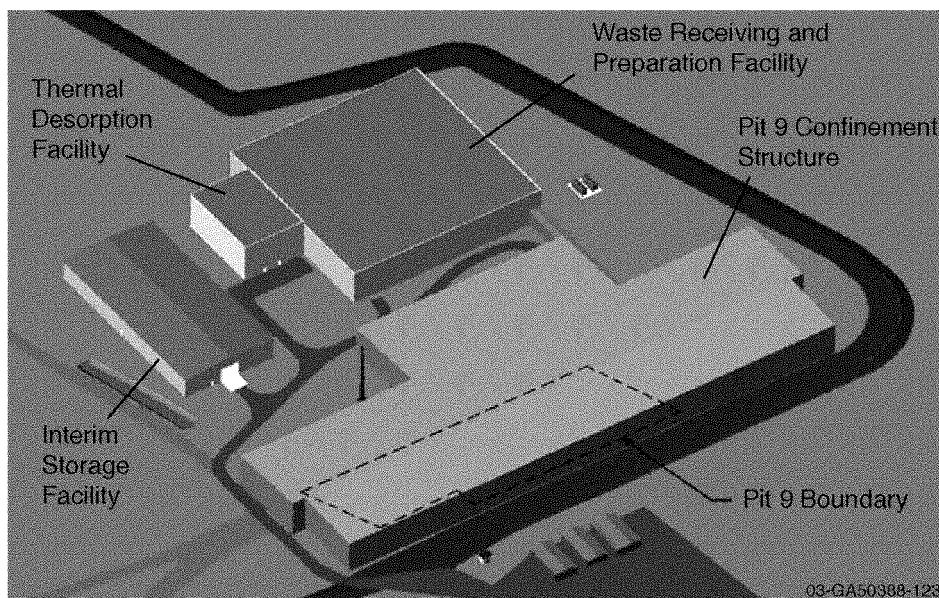 Waste Receiving and
Preparation Facility
Thermal
Desorption
Facility
Pit 9 Confinement
Structure
Interim
Storage
Facility
Pit 9 Boundary
03-GA50388-123